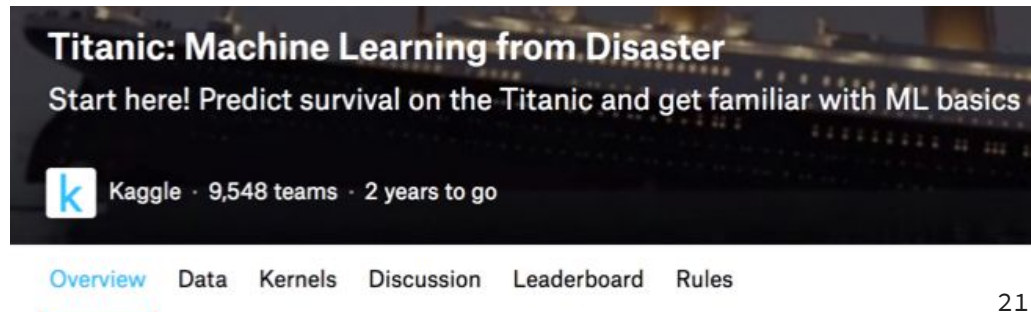 Titanic: Machine Learning from Disaster
Start here! Predict survival on the Titanic and get familiar with ML basics
k Kaggle · 9,548 teams · 2 years to go
Overview Data Kernels Discussion Leaderboard Rules
21